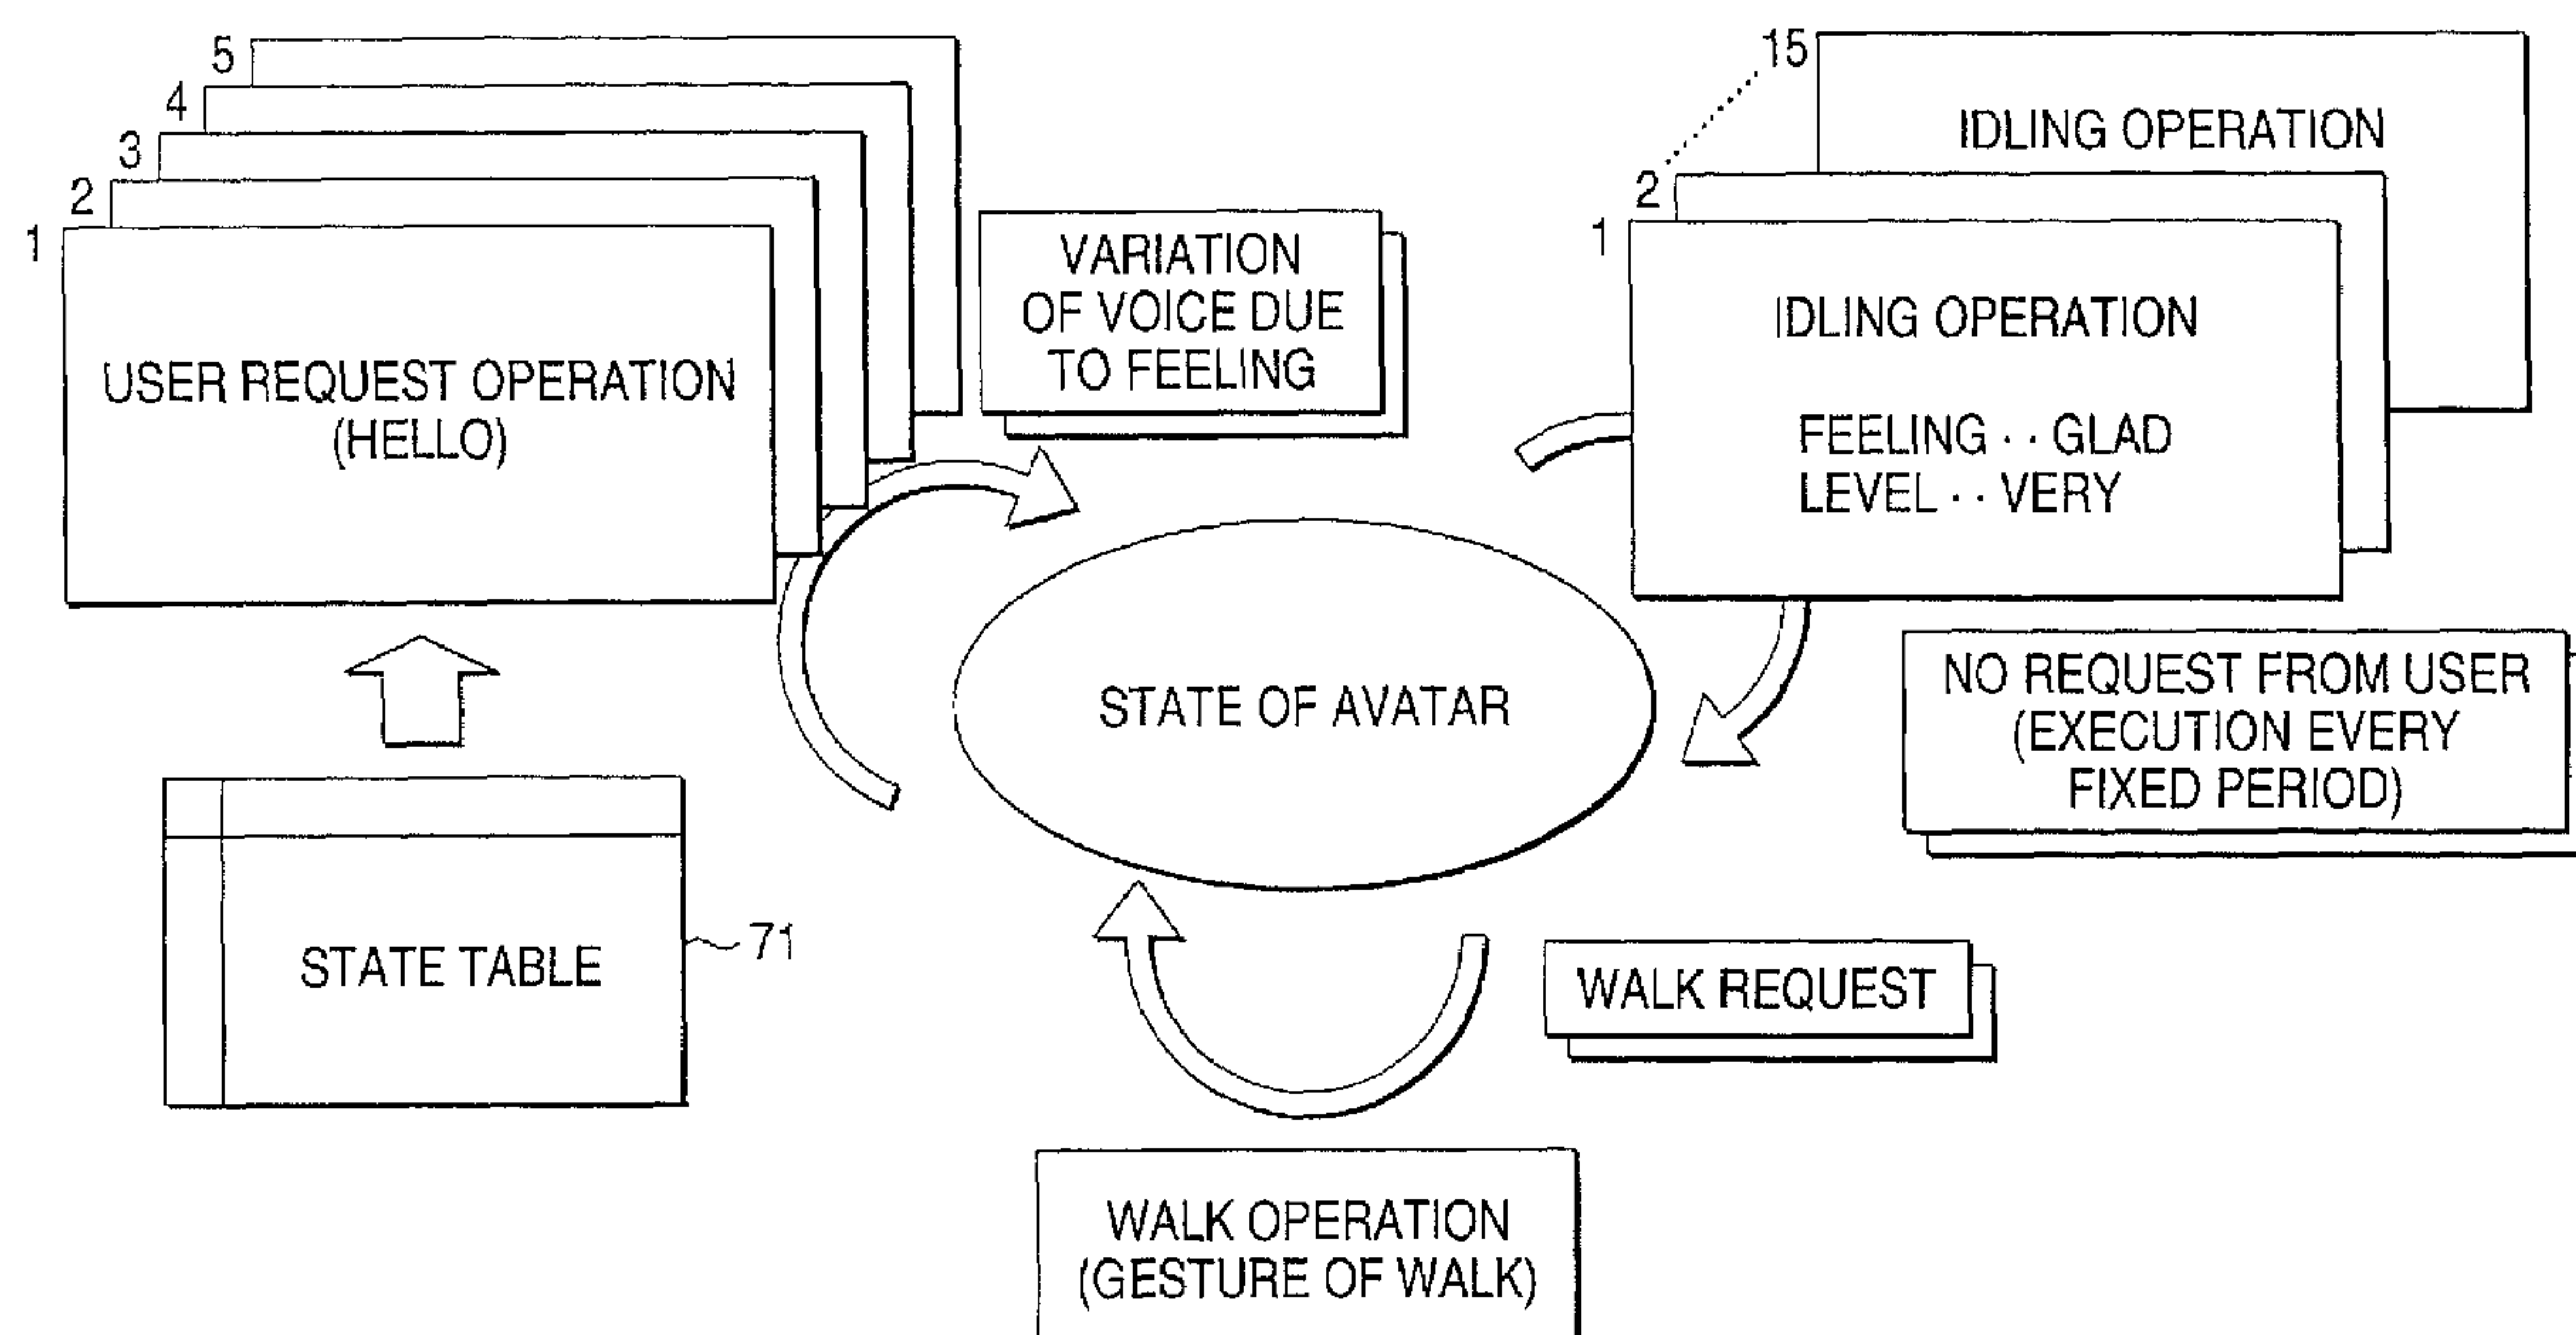 5
4
3
2
1
USER REQUEST OPERATION
(HELLO)
VARIATION
OF VOICE DUE
TO FEELING
15
IDLING OPERATION
2
1
IDLING OPERATION
FEELING ·· GLAD
LEVEL ·· VERY
STATE OF AVATAR
NO REQUEST FROM USER
(EXECUTION EVERY
FIXED PERIOD)
STATE TABLE
71
WALK REQUEST
WALK OPERATION
(GESTURE OF WALK)